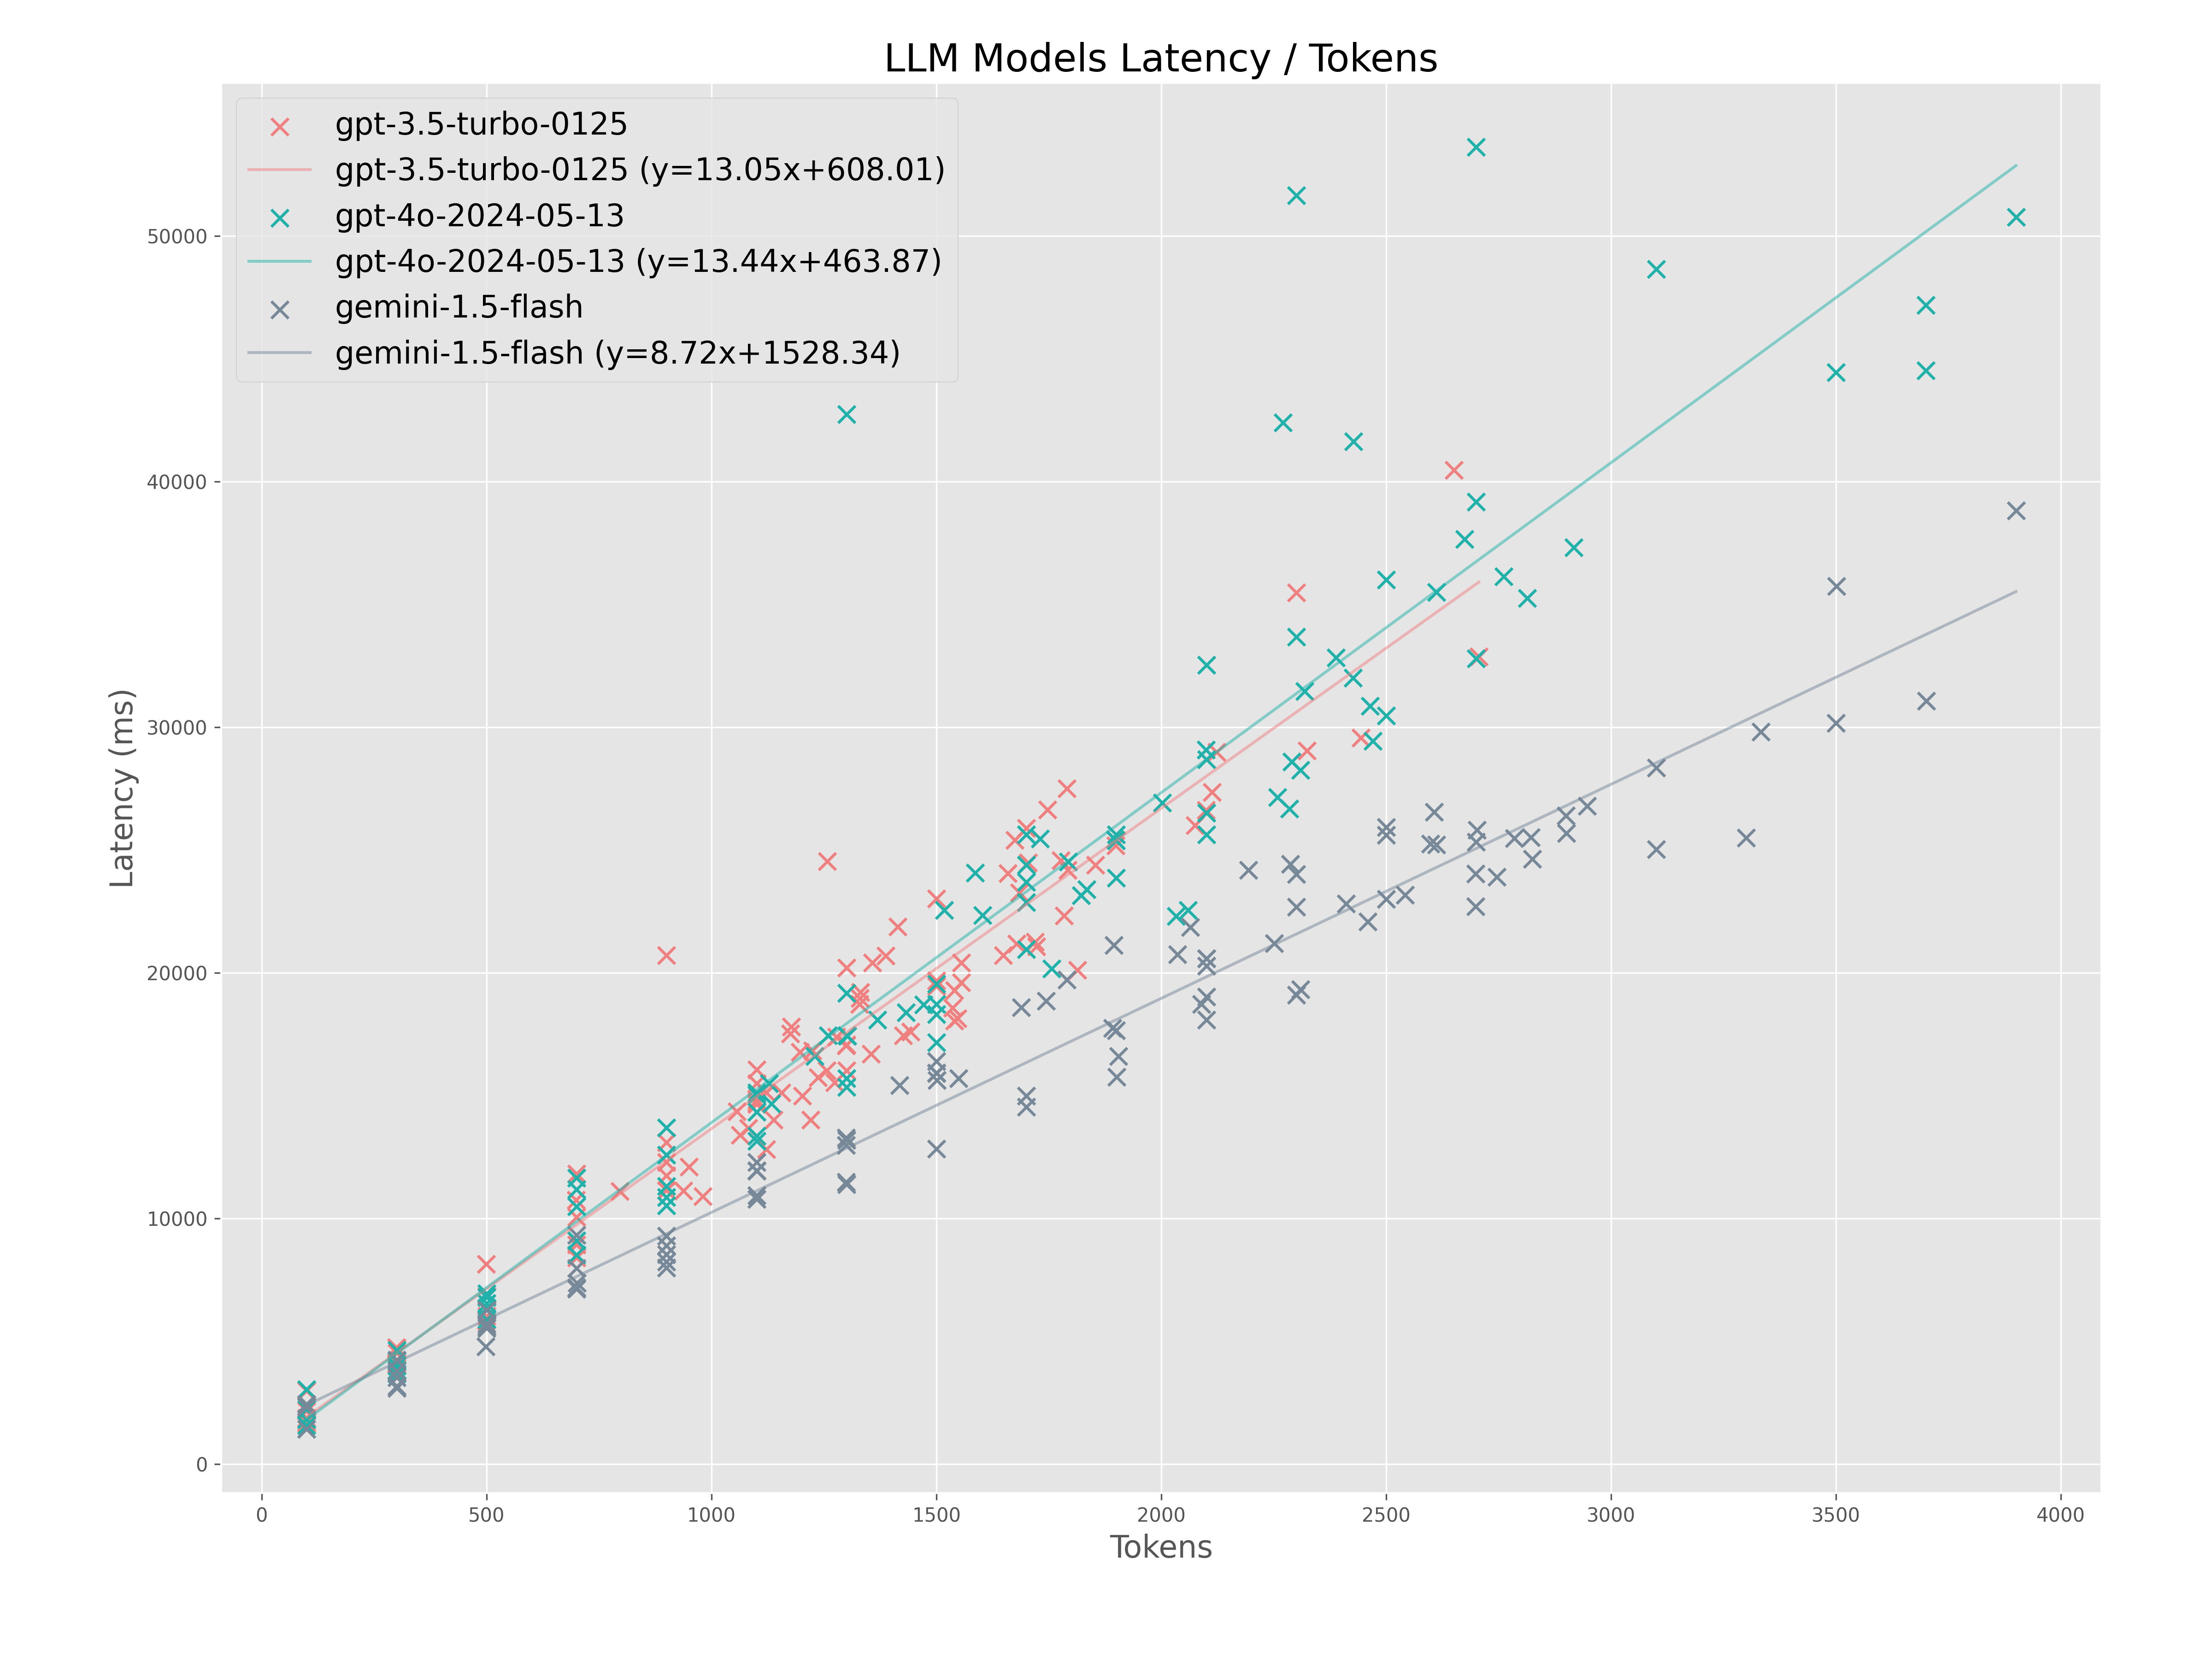 LLM Models Latency / Tokens
gpt-3.5-turbo-0125
gpt-3.5-turbo-0125 (y=13.05x+608.01)
gpt-4o-2024-05-13
gpt-4o-2024-05-13 (y=13.44x+463.87)
gemini-1.5-flash
gemini-1.5-flash (y=8.72x+1528.34)
Latency (ms)
50000
40000
30000
20000
10000
0
0 500 1000 1500 2000 2500 3000 3500 4000
Tokens